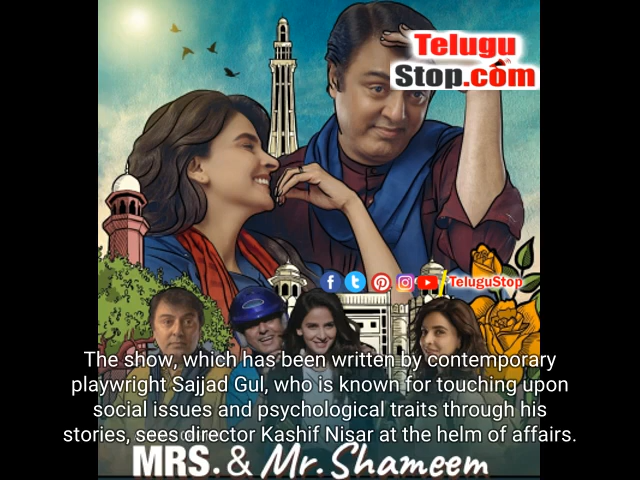 Telugu
Stop.com
/TeluguStop
The show, which has been written by contemporary
playwright Sajjad Gul, who is known for touching upon
social issues and psychological traits through his
stories, sees director Kashif Nisar at the helm of affairs.
MRS. & Mr. Shameem